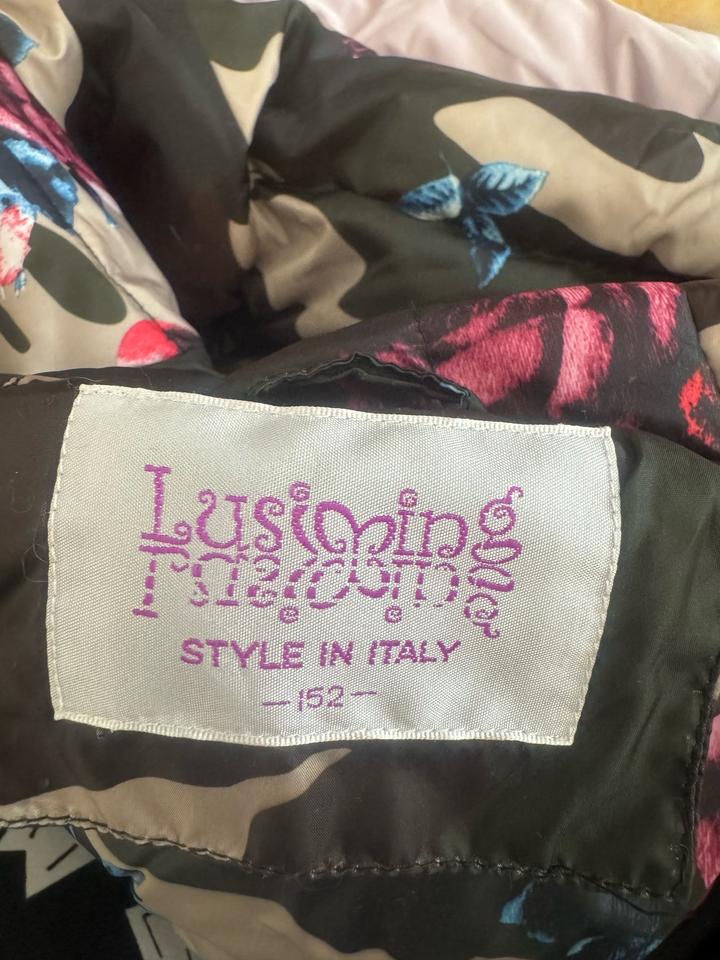 Lusiming
STYLE IN ITALY
—152—